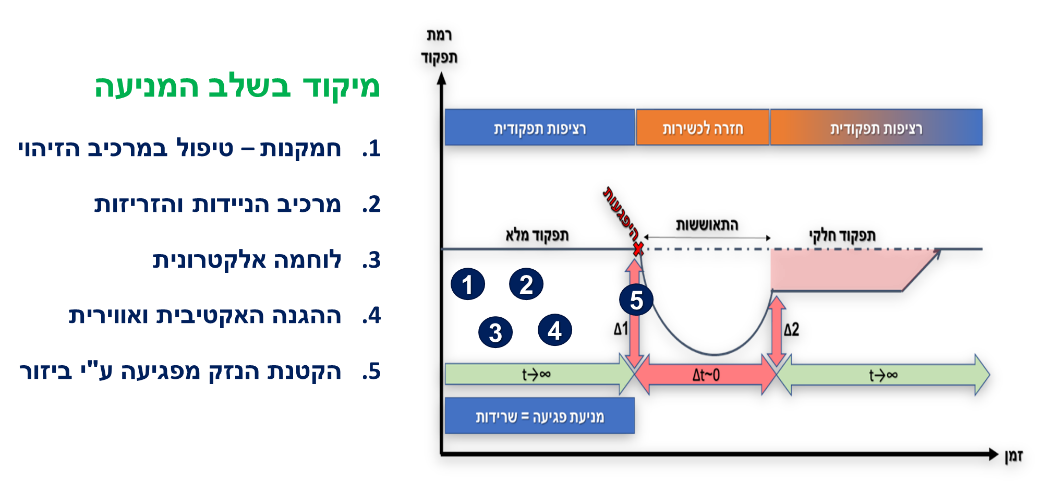 מיקוד בשלב המניעה
1. חמקנות – טיפול במרכיב הזיהוי
2. מרכיב הניידות והזריזות
3. לוחמה אלקטרונית
4. ההגנה האקטיבית ואווירית
5. הקטנת הנזק מפגיעה ע"י ביזור
רמת
תפקוד
רציפות תפקודית
חזרה לכשירות
רציפות תפקודית
היפגעות
תפקוד מלא
התאוששות
תפקוד חלקי
1
2
3
4
5
Δ1
Δ2
t→∞
Δt~0
t→∞
מניעת פגיעה = שרידות
זמן